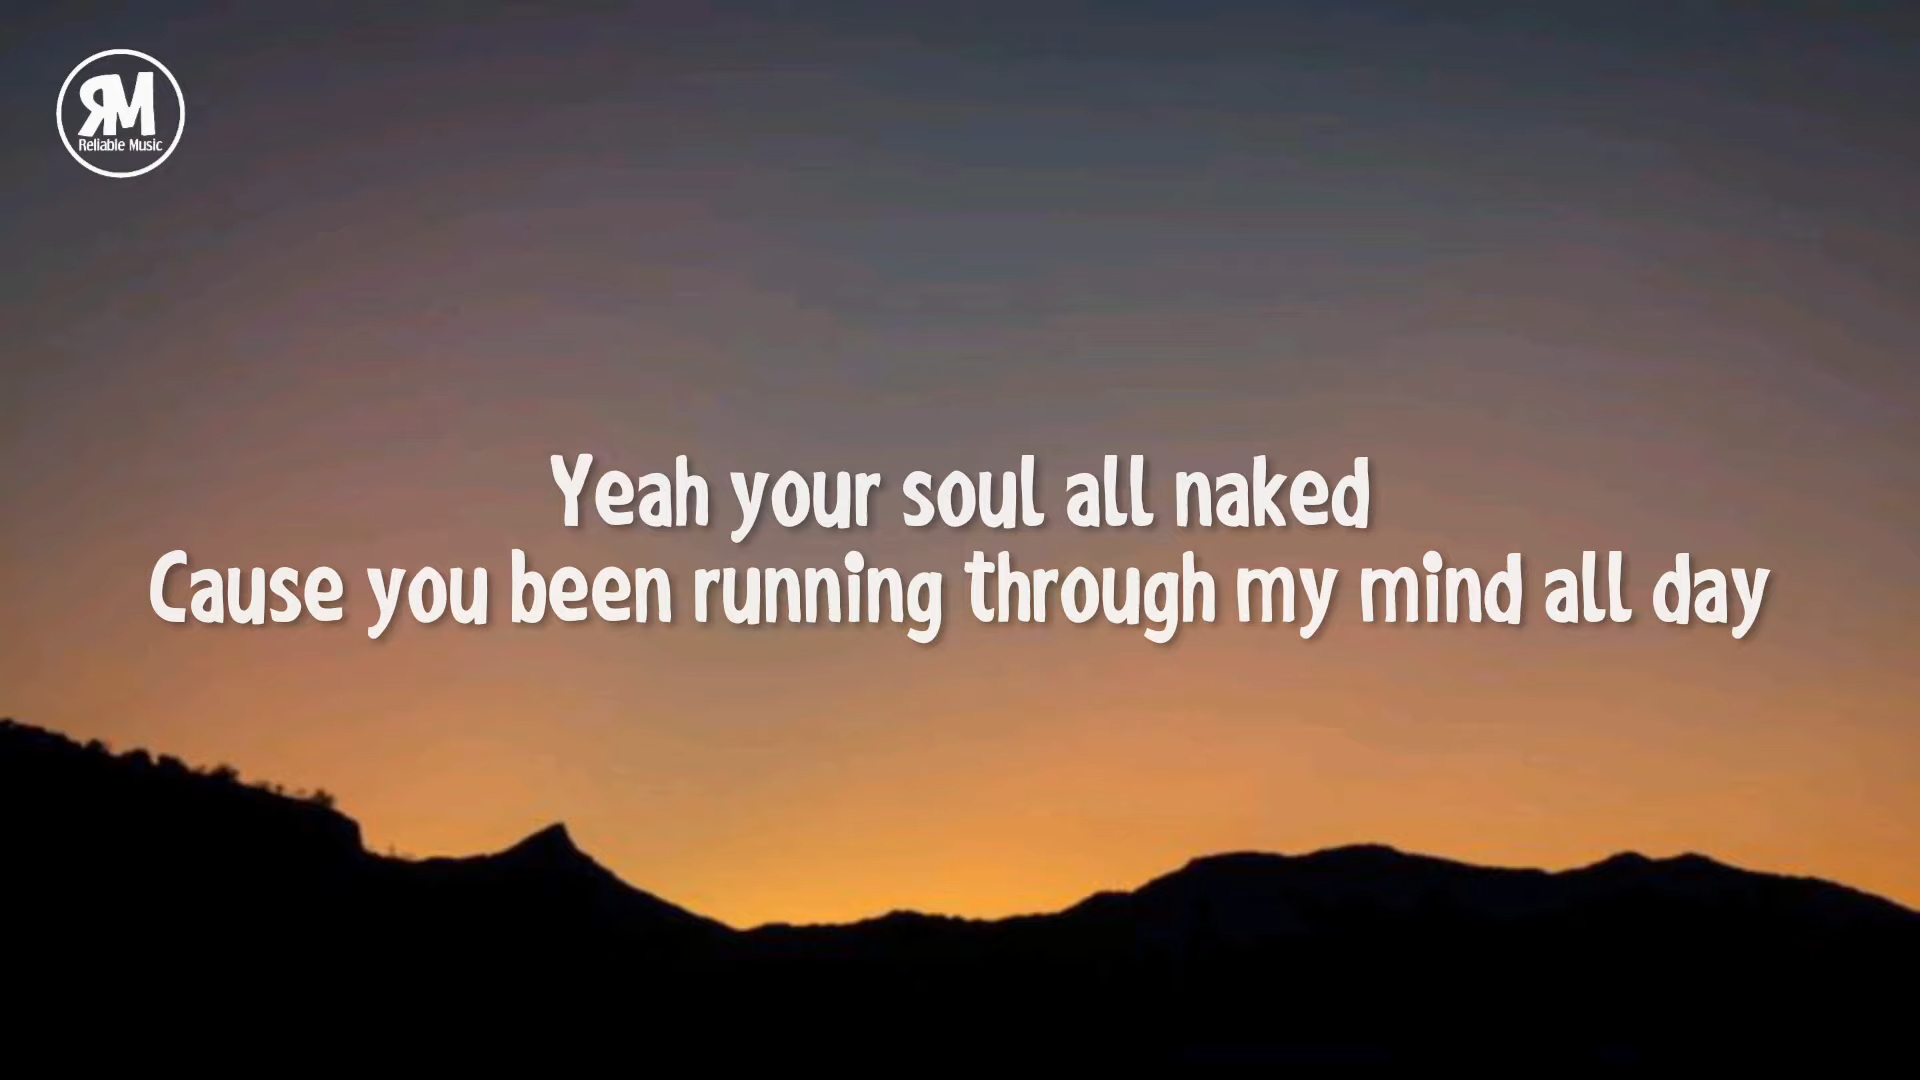 RM
Reliable Music
Yeah your soul all naked
Cause you been running through my mind all day